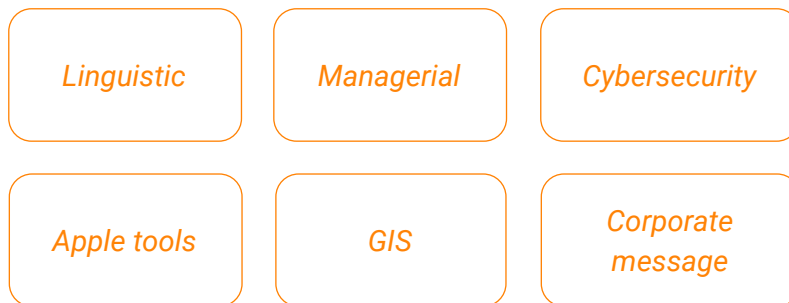 Linguistic
Managerial
Cybersecurity
Apple tools
GIS
Corporate
message